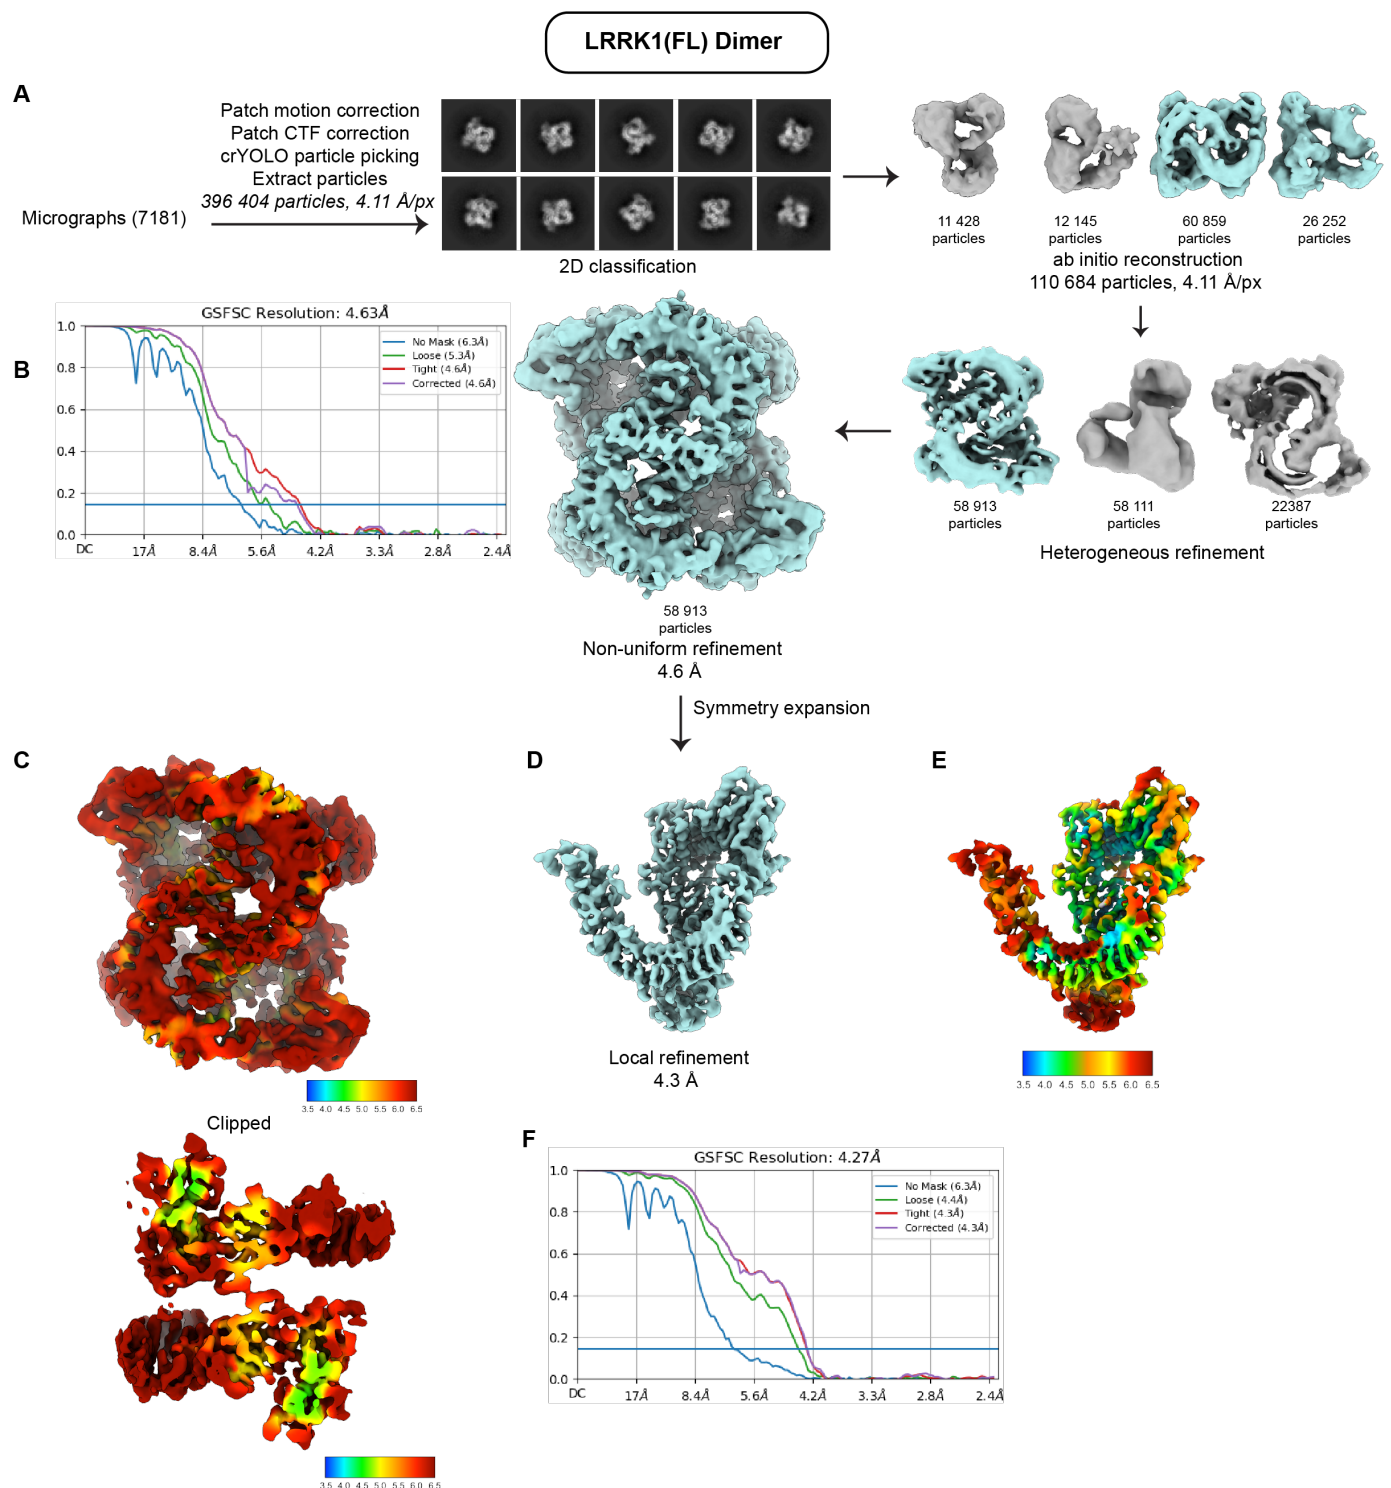 LRRK1(FL) Dimer
A
Patch motion correction
Patch CTF correction
crYOLO particle picking
Extract particles
396 404 particles, 4.11 Å/px
Micrographs (7181)
2D classification
11 428
particles
12 145
particles
60 859
particles
26 252
particles
ab initio reconstruction
110 684 particles, 4.11 Å/px
B
GSFSC Resolution: 4.63Å
No Mask (6.3Å)
Loose (5.3Å)
Tight (4.6Å)
Corrected (4.6Å)
1.0
0.8
0.6
0.4
0.2
0.0
DC 17Å 8.4Å 5.6Å 4.2Å 3.3Å 2.8Å 2.4Å
58 913
particles
58 111
particles
22387
particles
Heterogeneous refinement
58 913
particles
Non-uniform refinement
4.6 Å
Symmetry expansion
C
3.5 4.0 4.5 5.0 5.5 6.0 6.5
Clipped
3.5 4.0 4.5 5.0 5.5 6.0 6.5
D
Local refinement
4.3 Å
E
3.5 4.0 4.5 5.0 5.5 6.0 6.5
F
GSFSC Resolution: 4.27Å
No Mask (6.3Å)
Loose (4.4Å)
Tight (4.3Å)
Corrected (4.3Å)
1.0
0.8
0.6
0.4
0.2
0.0
DC 17Å 8.4Å 5.6Å 4.2Å 3.3Å 2.8Å 2.4Å